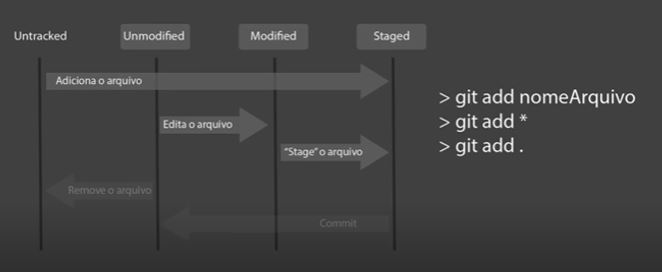 Untracked
Unmodified
Modified
Staged
Adiciona o arquivo
Edita o arquivo
"Stage" o arquivo
Remove o arquivo
Commit
> git add nomeArquivo
> git add *
> git add .